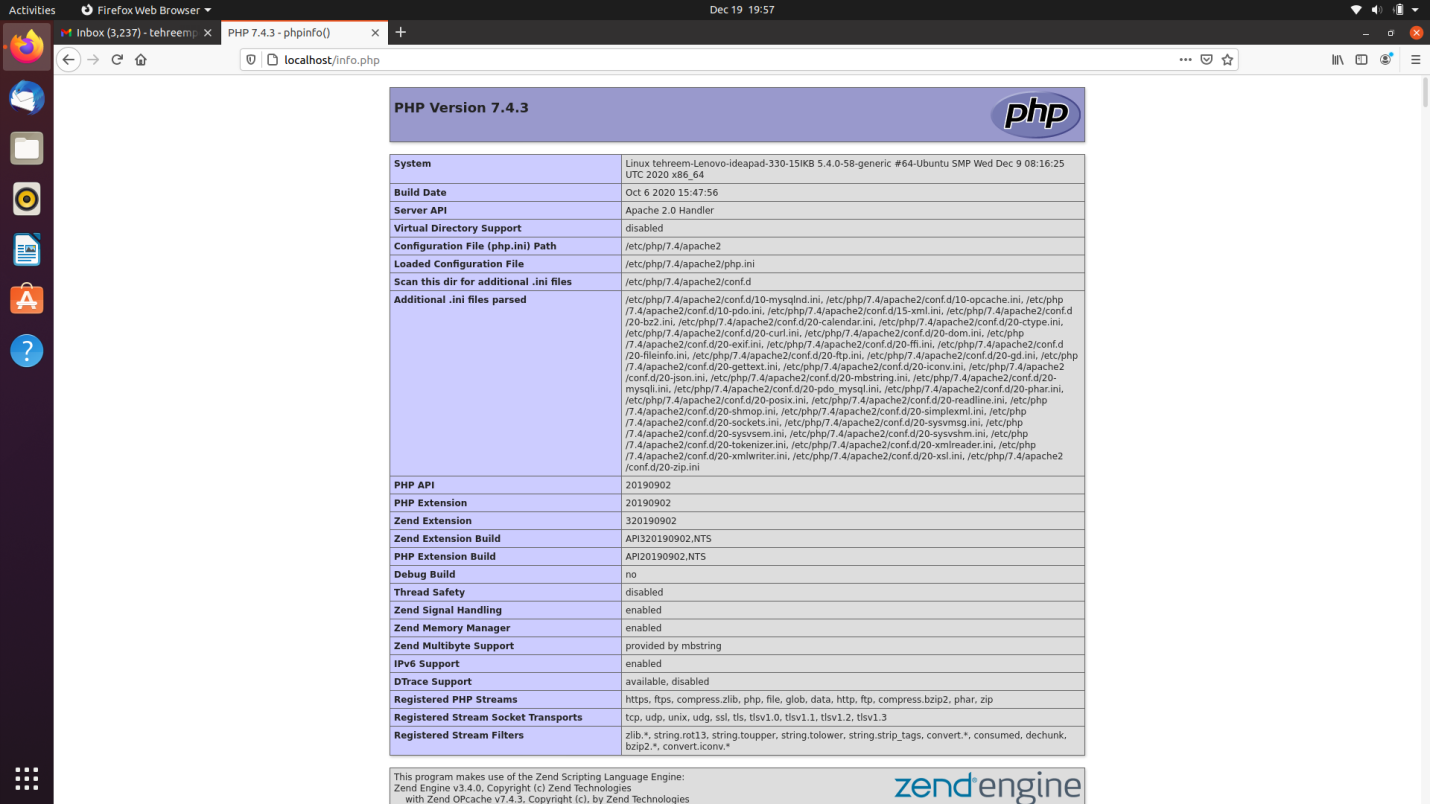 Activities
Firefox Web Browser
Dec 19 19:57
Inbox (3,237) - tehreemp
PHP 7.4.3 - phpinfo()
localhost/info.php
PHP Version 7.4.3
php
System
Linux tehreem-Lenovo-ideapad-330-15IKB 5.4.0-58-generic #64-Ubuntu SMP Wed Dec 9 08:16:25
UTC 2020 x86_64
Build Date
Oct 6 2020 15:47:56
Server API
Apache 2.0 Handler
Virtual Directory Support
disabled
Configuration File (php.ini) Path
/etc/php/7.4/apache2
Loaded Configuration File
/etc/php/7.4/apache2/php.ini
Scan this dir for additional .ini files
/etc/php/7.4/apache2/conf.d
Additional .ini files parsed
/etc/php/7.4/apache2/conf.d/10-mysqlnd.ini, /etc/php/7.4/apache2/conf.d/10-opcache.ini, /etc/php
/7.4/apache2/conf.d/10-pdo.ini, /etc/php/7.4/apache2/conf.d/15-xml.ini, /etc/php/7.4/apache2/conf.d
/20-bz2.ini, /etc/php/7.4/apache2/conf.d/20-calendar.ini, /etc/php/7.4/apache2/conf.d/20-ctype.ini,
/etc/php/7.4/apache2/conf.d/20-curl.ini, /etc/php/7.4/apache2/conf.d/20-dom.ini, /etc/php
/7.4/apache2/conf.d/20-exif.ini, /etc/php/7.4/apache2/conf.d/20-ffi.ini, /etc/php/7.4/apache2/conf.d
/20-fileinfo.ini, /etc/php/7.4/apache2/conf.d/20-ftp.ini, /etc/php/7.4/apache2/conf.d/20-gd.ini, /etc/php
/7.4/apache2/conf.d/20-gettext.ini, /etc/php/7.4/apache2/conf.d/20-iconv.ini, /etc/php/7.4/apache2
/conf.d/20-json.ini, /etc/php/7.4/apache2/conf.d/20-mbstring.ini, /etc/php/7.4/apache2/conf.d/20-
mysqli.ini, /etc/php/7.4/apache2/conf.d/20-pdo_mysql.ini, /etc/php/7.4/apache2/conf.d/20-phar.ini,
/etc/php/7.4/apache2/conf.d/20-posix.ini, /etc/php/7.4/apache2/conf.d/20-readline.ini, /etc/php
/7.4/apache2/conf.d/20-shmop.ini, /etc/php/7.4/apache2/conf.d/20-simplexml.ini, /etc/php
/7.4/apache2/conf.d/20-sockets.ini, /etc/php/7.4/apache2/conf.d/20-sysvmsg.ini, /etc/php
/7.4/apache2/conf.d/20-sysvsem.ini, /etc/php/7.4/apache2/conf.d/20-sysvshm.ini, /etc/php
/7.4/apache2/conf.d/20-tokenizer.ini, /etc/php/7.4/apache2/conf.d/20-xmlreader.ini, /etc/php
/7.4/apache2/conf.d/20-xmlwriter.ini, /etc/php/7.4/apache2/conf.d/20-xsl.ini, /etc/php/7.4/apache2
/conf.d/20-zip.ini
PHP API
20190902
PHP Extension
20190902
Zend Extension
320190902
Zend Extension Build
API320190902,NTS
PHP Extension Build
API20190902,NTS
Debug Build
no
Thread Safety
disabled
Zend Signal Handling
enabled
Zend Memory Manager
enabled
Zend Multibyte Support
provided by mbstring
IPv6 Support
enabled
DTrace Support
available, disabled
Registered PHP Streams
https, ftps, compress.zlib, php, file, glob, data, http, ftp, compress.bzip2, phar, zip
Registered Stream Socket Transports
tcp, udp, unix, udg, ssl, tls, tlsv1.0, tlsv1.1, tlsv1.2, tlsv1.3
Registered Stream Filters
zlib.*, string.rot13, string.toupper, string.tolower, string.strip_tags, convert.*, consumed, dechunk,
bzip2.*, convert.iconv.*
This program makes use of the Zend Scripting Language Engine:
Zend Engine v3.4.0, Copyright (c) Zend Technologies
with Zend OPcache v7.4.3, Copyright (c), by Zend Technologies
zend engine